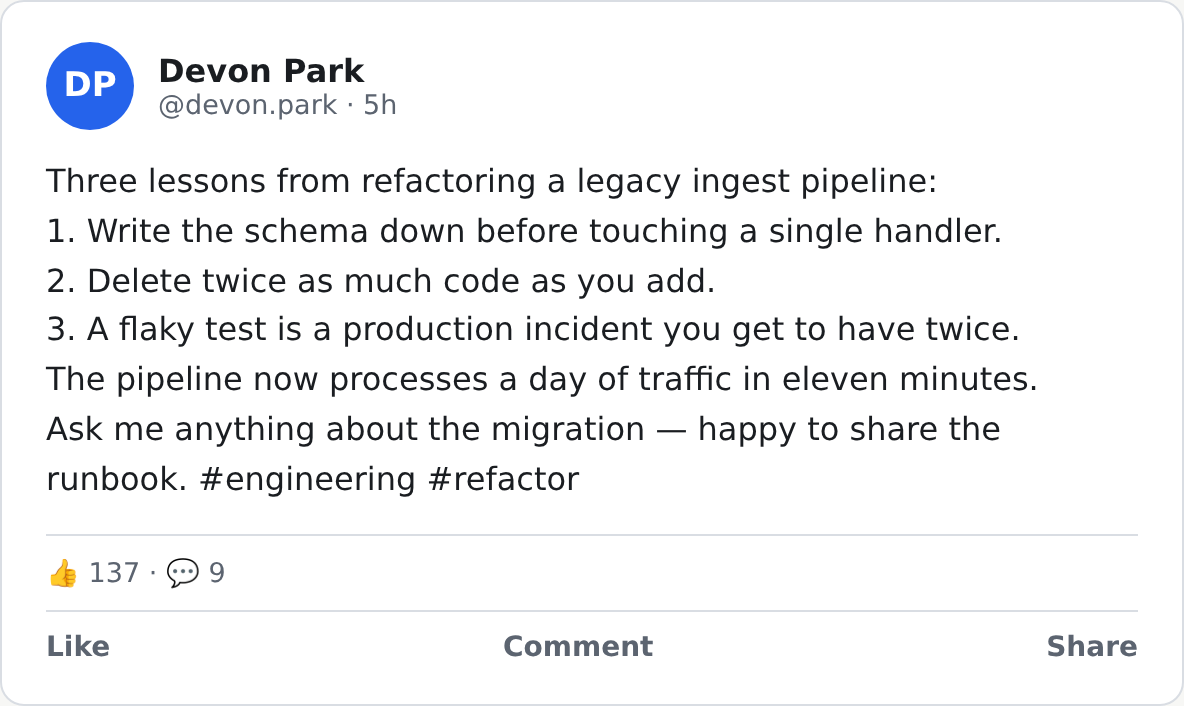 DP
Devon Park
@devon.park · 5h
Three lessons from refactoring a legacy ingest pipeline:
1. Write the schema down before touching a single handler.
2. Delete twice as much code as you add.
3. A flaky test is a production incident you get to have twice.
The pipeline now processes a day of traffic in eleven minutes.
Ask me anything about the migration — happy to share the
runbook. #engineering #refactor
👍 137 · 💬 9
Like Comment Share